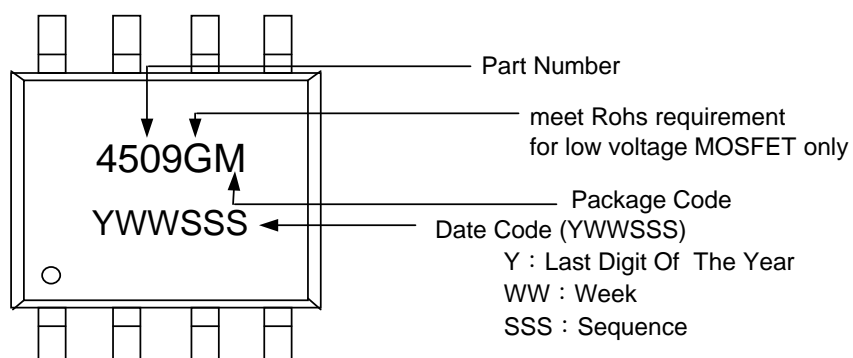 Part Number
meet Rohs requirement
for low voltage MOSFET only
4509GM
Package Code
YWWSSS
Date Code (YWWSSS)
Y：Last Digit Of The Year
WW：Week
SSS：Sequence